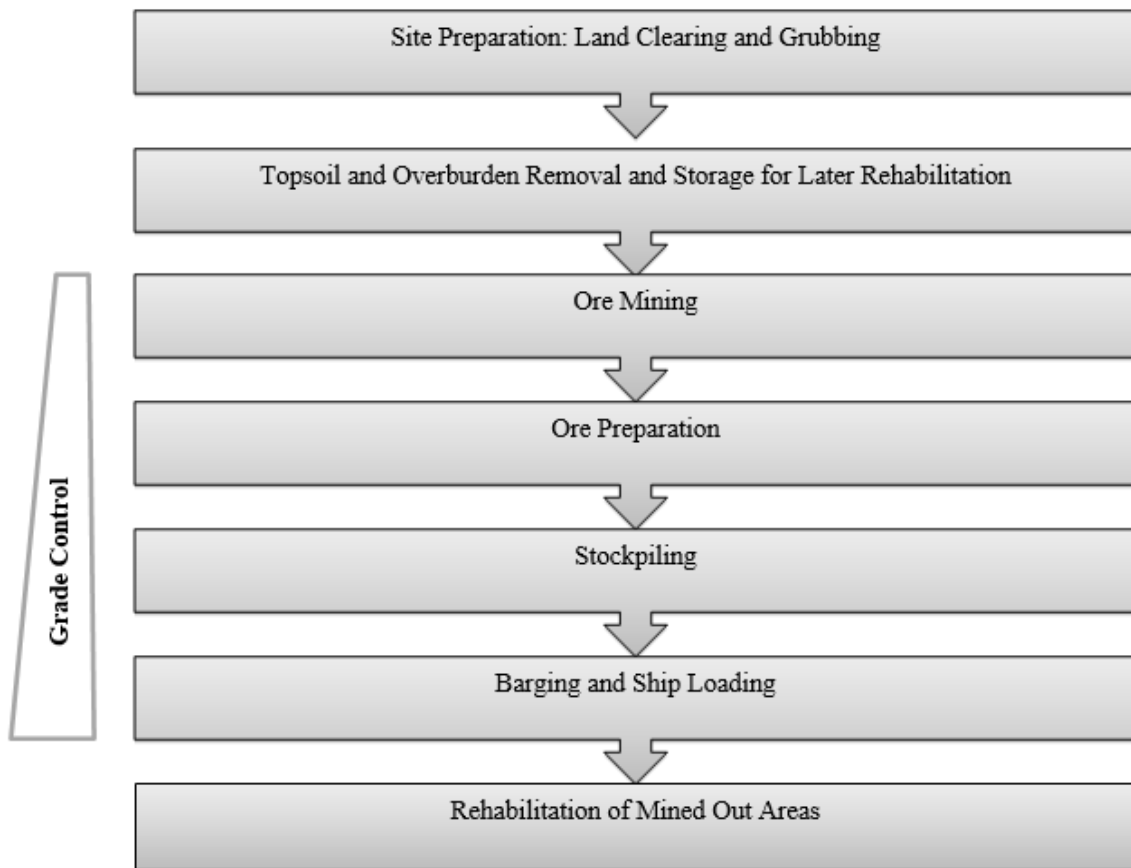 Site Preparation: Land Clearing and Grubbing
Topsoil and Overburden Removal and Storage for Later Rehabilitation
Ore Mining
Ore Preparation
Stockpiling
Barging and Ship Loading
Rehabilitation of Mined Out Areas
Grade Control